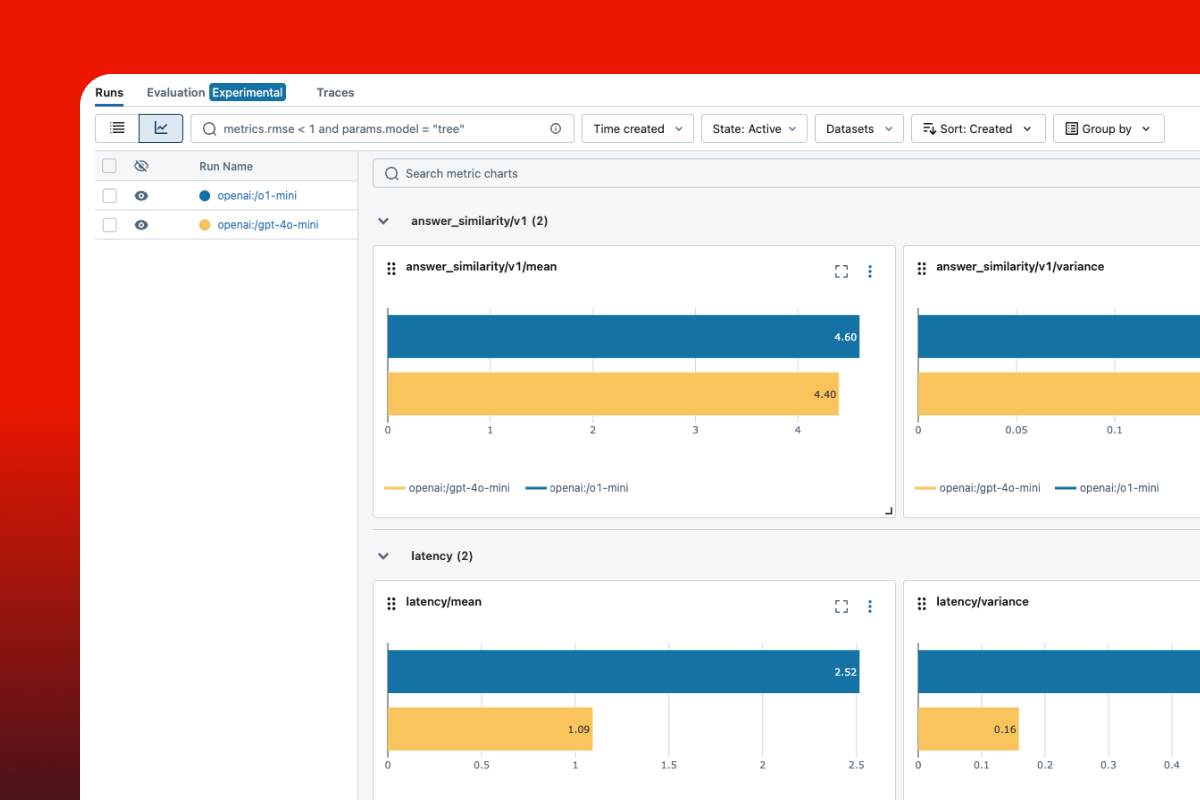 Runs Evaluation Experimental Traces
metrics.rmse < 1 and params.model = "tree" Time created State: Active Datasets Sort: Created Group by
Run Name
openai:/o1-mini
openai:/gpt-4o-mini
Search metric charts
answer_similarity/v1 (2)
answer_similarity/v1/mean
4.60
4.40
0 1 2 3 4
openai:/gpt-4o-mini openai:/o1-mini
answer_similarity/v1/variance
0 0.05 0.1
openai:/gpt-4o-mini openai:/o1-mini
latency (2)
latency/mean
2.52
1.09
0 0.5 1 1.5 2 2.5
latency/variance
0.16
0 0.1 0.2 0.3 0.4